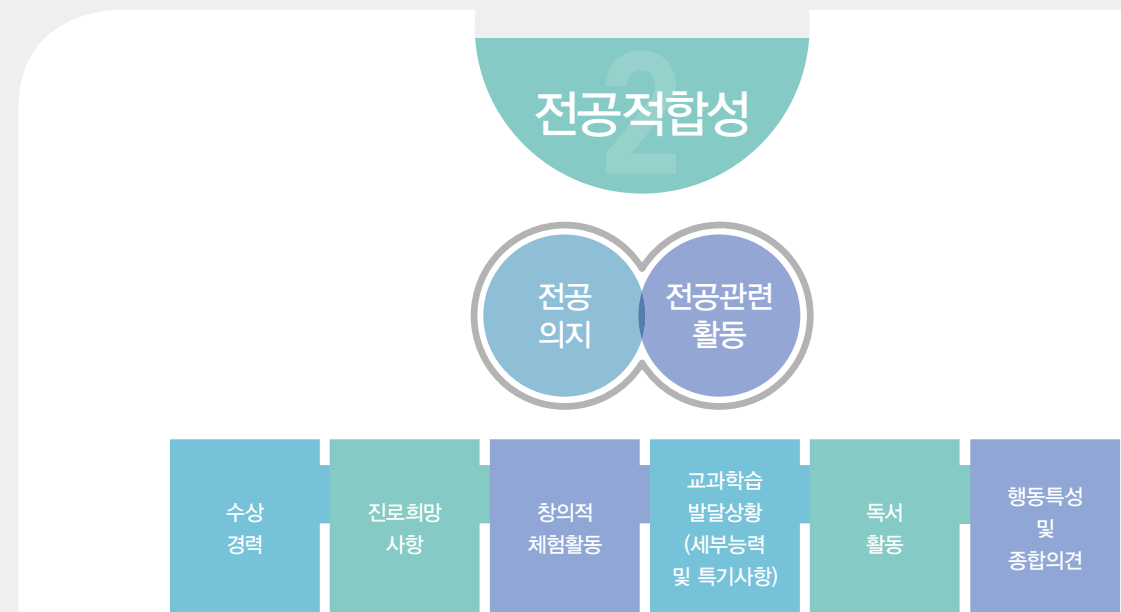 2
전공적합성
전공
의지
전공관련
활동
수상
경력
진로희망
사항
창의적
체험활동
교과학습
발달상황
(세부능력
및 특기사항)
독서
활동
행동특성
및
종합의견